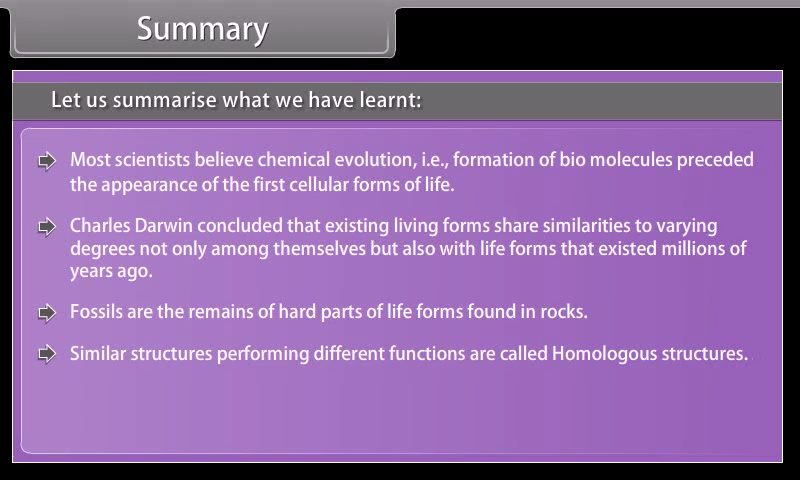 Summary
Let us summarise what we have learnt:
Most scientists believe chemical evolution, i.e., formation of bio molecules preceded
the appearance of the first cellular forms of life.
Charles Darwin concluded that existing living forms share similarities to varying
degrees not only among themselves but also with life forms that existed millions of
years ago.
Fossils are the remains of hard parts of life forms found in rocks.
Similar structures performing different functions are called Homologous structures.